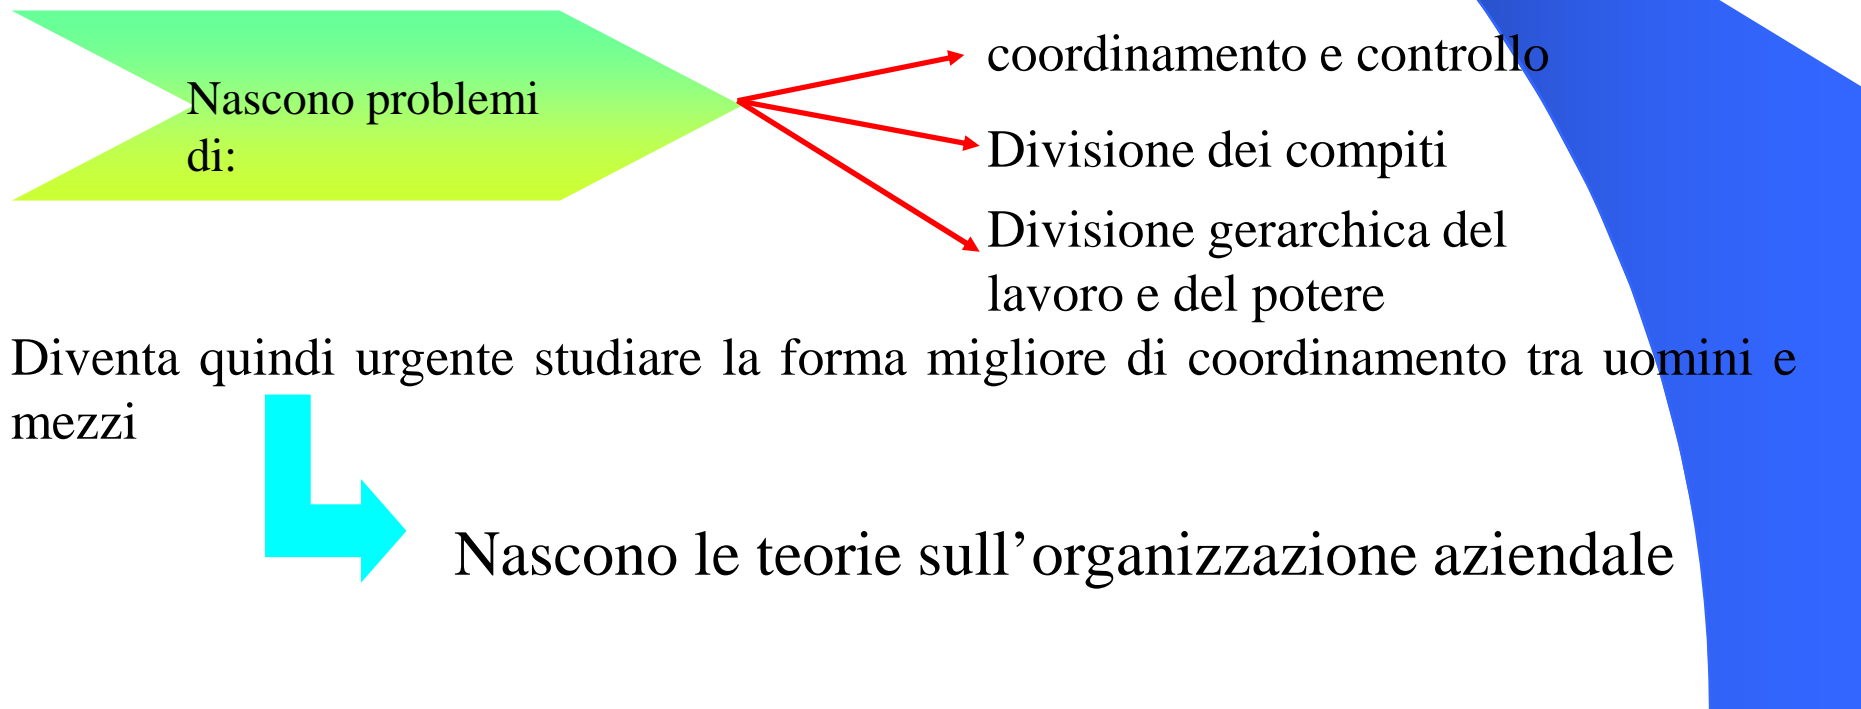 Nascono problemi
di:
coordinamento e controllo
Divisione dei compiti
Divisione gerarchica del
lavoro e del potere
Diventa quindi urgente studiare la forma migliore di coordinamento tra uomini e
mezzi
Nascono le teorie sull’organizzazione aziendale